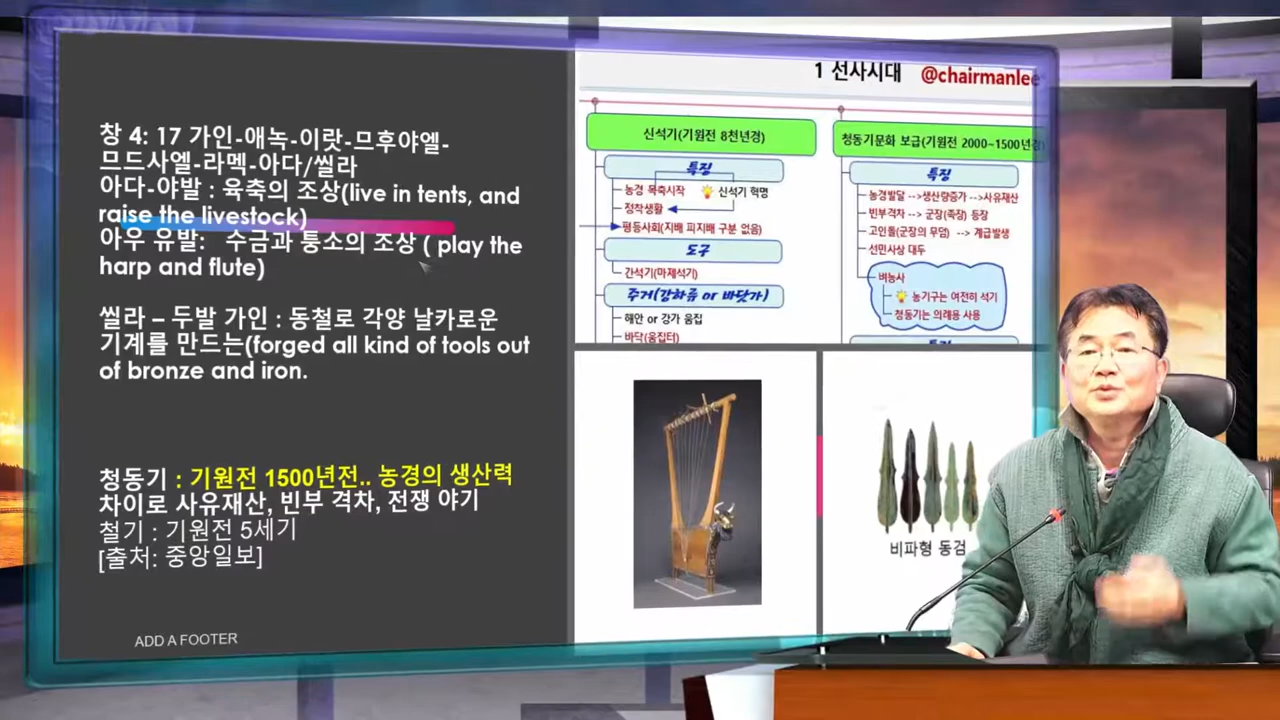 창 4: 17 가인-애녹-이랏-므후야엘-
므드사엘-라멕-아다/씰라
아다-야발 : 육축의 조상(live in tents, and
raise the livestock)
아우 유발: 수금과 퉁소의 조상 ( play the
harp and flute)
씰라 – 두발 가인 : 동철로 각양 날카로운
기계를 만드는(forged all kind of tools out
of bronze and iron.
청동기 : 기원전 1500년전.. 농경의 생산력
차이로 사유재산, 빈부 격차, 전쟁 야기
철기 : 기원전 5세기
[출처: 중앙일보]
ADD A FOOTER
1 선사시대 @chairmanlee
신석기(기원전 8천년경)
특징
농경 목축시작 신석기 혁명
정착생활
평등사회(지배 피지배 구분 없음)
도구
간석기(마제석기)
주거(강하류 or 바닷가)
해안 or 강가 움집
바닥(움집터)
청동기문화 보급(기원전 2000~1500년경)
특징
농경발달 -->생산량증가 -->사유재산
빈부격차 --> 군장(족장) 등장
고인돌(군장의 무덤) --> 계급발생
선민사상 대두
벼농사
농기구는 여전히 석기
청동기는 의례용 사용
비파형 동검